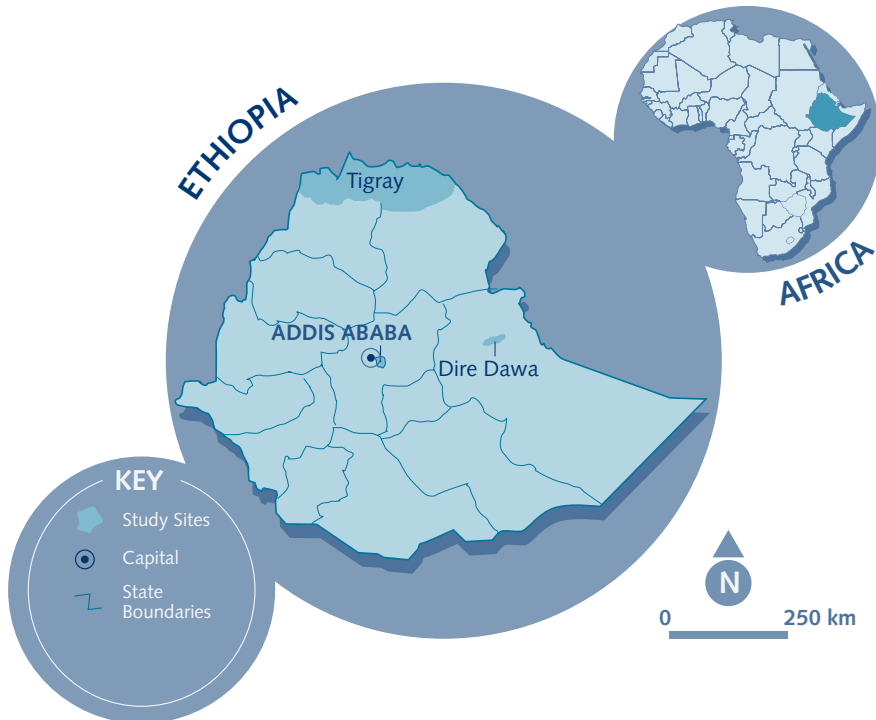 ETHIOPIA
AFRICA
Tigray
ADDIS ABABA
Dire Dawa
KEY
Study Sites
Capital
State
Boundaries
N
0 250 km